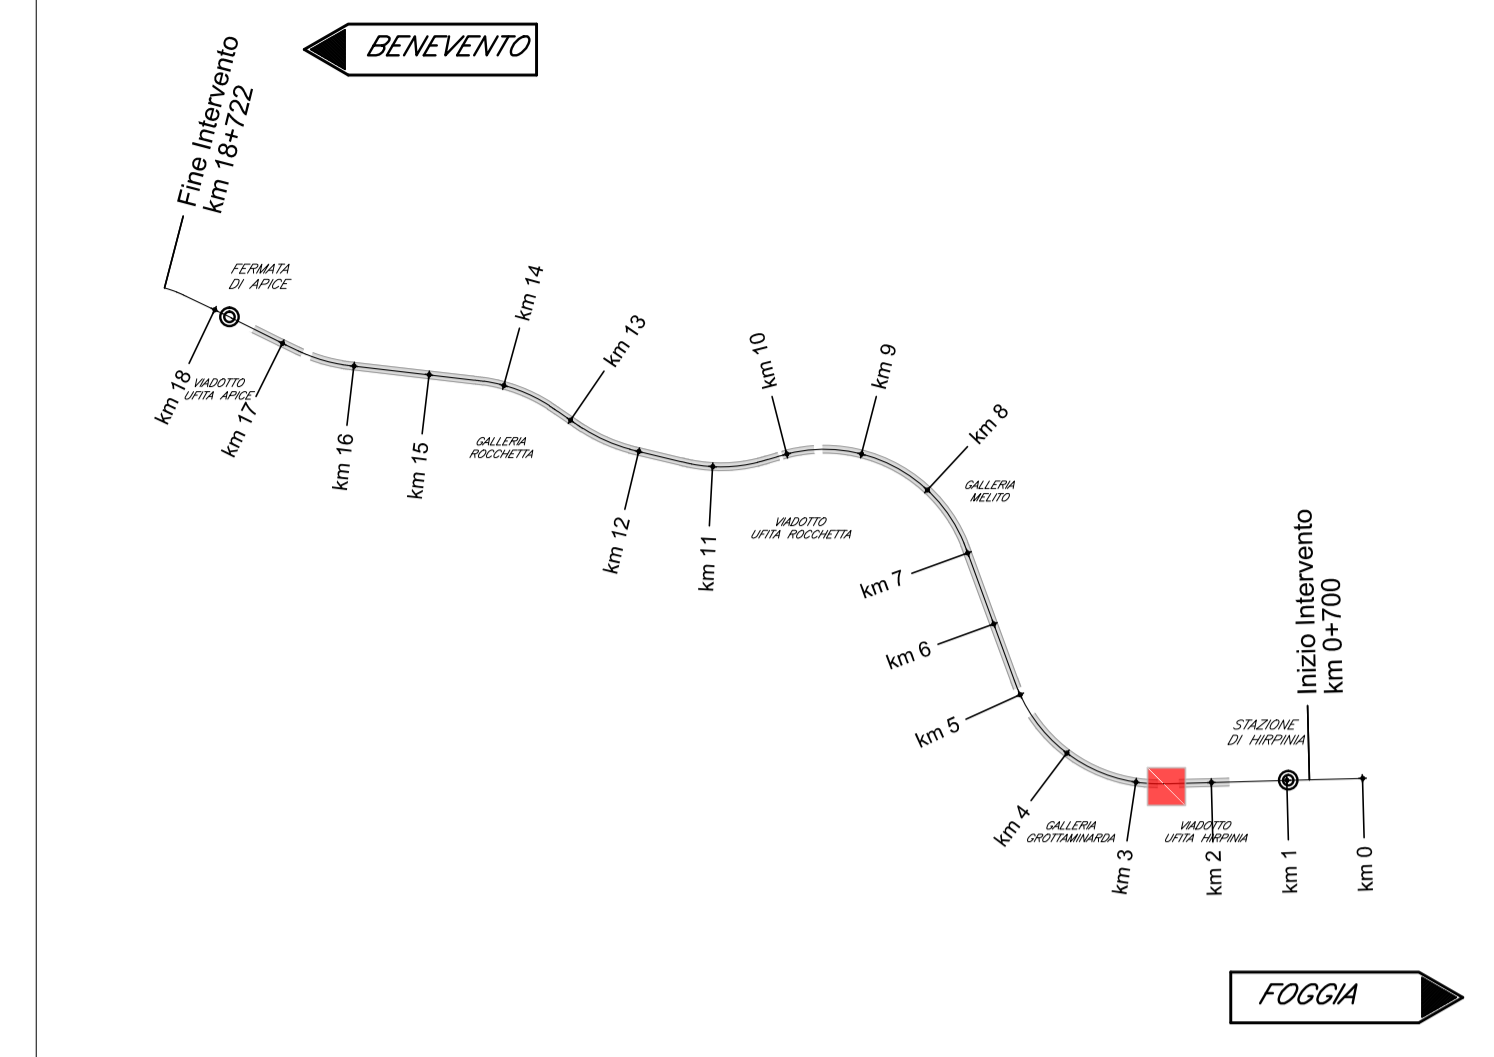 BENEVENTO
Fine Intervento
km 18+722
FERMATA
DI APICE
km 18
VIADOTTO
UFITA APICE
km 17
km 16
km 15
km 14
GALLERIA
ROCCHETTA
km 13
km 12
km 11
km 10
VIADOTTO
UFITA ROCCHETTA
km 9
km 8
GALLERIA
MELITO
km 7
km 6
km 5
km 4
GALLERIA
GROTTAMINARDA
km 3
VIADOTTO
UFITA HIRPINIA
km 2
STAZIONE
DI HIRPINIA
Inizio Intervento
km 0+700
km 1
km 0
FOGGIA